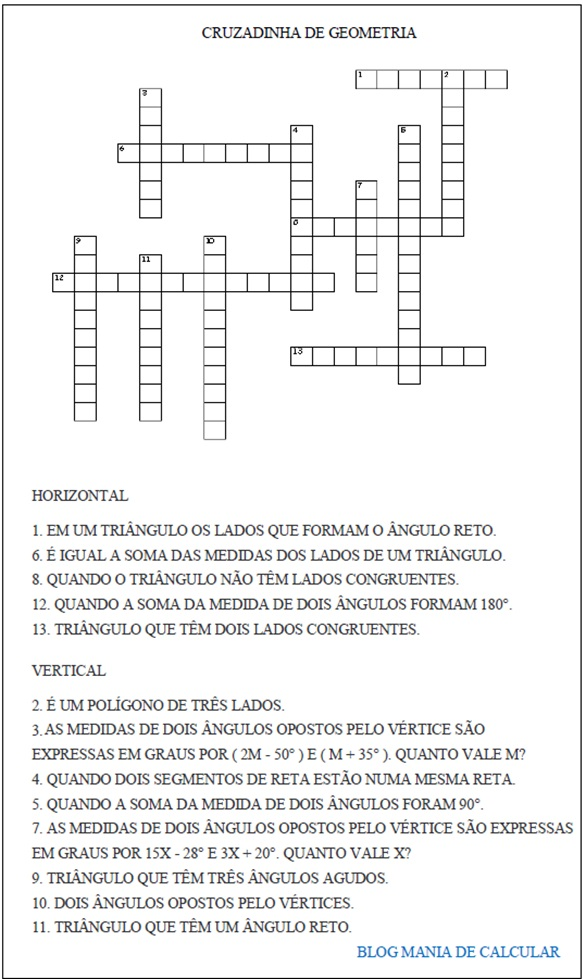 CRUZADINHA DE GEOMETRIA
1 2
3
4 5
6
7
8
9 10
11
12
13
HORIZONTAL
1. EM UM TRIÂNGULO OS LADOS QUE FORMAM O ÂNGULO RETO.
6. É IGUAL A SOMA DAS MEDIDAS DOS LADOS DE UM TRIÂNGULO.
8. QUANDO O TRIÂNGULO NÃO TÊM LADOS CONGRUENTES.
12. QUANDO A SOMA DA MEDIDA DE DOIS ÂNGULOS FORMAM 180°.
13. TRIÂNGULO QUE TÊM DOIS LADOS CONGRUENTES.
VERTICAL
2. É UM POLÍGONO DE TRÊS LADOS.
3. AS MEDIDAS DE DOIS ÂNGULOS OPOSTOS PELO VÉRTICE SÃO
EXPRESSAS EM GRAUS POR ( 2M - 50° ) E ( M + 35° ). QUANTO VALE M?
4. QUANDO DOIS SEGMENTOS DE RETA ESTÃO NUMA MESMA RETA.
5. QUANDO A SOMA DA MEDIDA DE DOIS ÂNGULOS FORAM 90°.
7. AS MEDIDAS DE DOIS ÂNGULOS OPOSTOS PELO VÉRTICE SÃO EXPRESSAS
EM GRAUS POR 15X - 28° E 3X + 20°. QUANTO VALE X?
9. TRIÂNGULO QUE TÊM TRÊS ÂNGULOS AGUDOS.
10. DOIS ÂNGULOS OPOSTOS PELO VÉRTICES.
11. TRIÂNGULO QUE TÊM UM ÂNGULO RETO.
BLOG MANIA DE CALCULAR